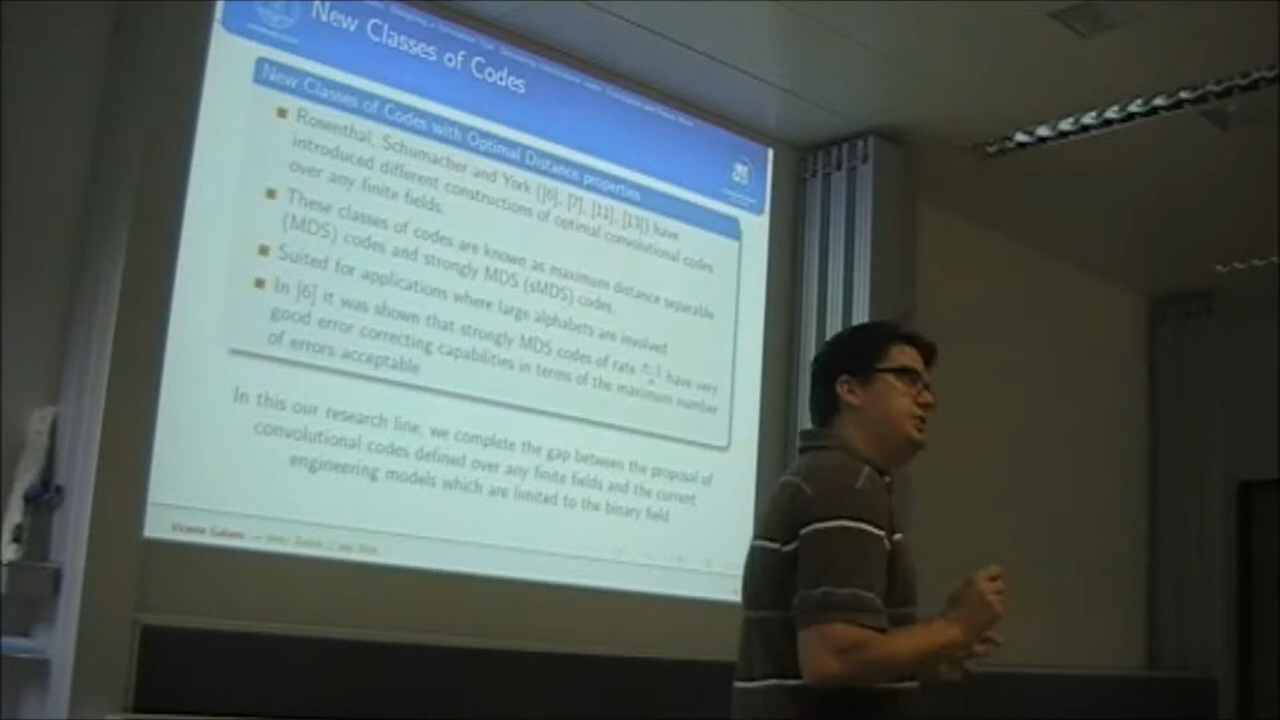 New Classes of Codes
New Classes of Codes with Optimal Distance properties
Rosenthal, Schumacher and York ([6], [7], [11], [13]) have
introduced different constructions of optimal convolutional codes
over any finite fields.
These classes of codes are known as maximum distance separable
(MDS) codes and strongly MDS (sMDS) codes.
Suited for applications where large alphabets are involved.
In [6] it was shown that strongly MDS codes of rate have very
good error correcting capabilities in terms of the maximum number
of errors acceptable
In this our research line, we complete the gap between the proposal of
convolutional codes defined over any finite fields and the current
engineering models which are limited to the binary field